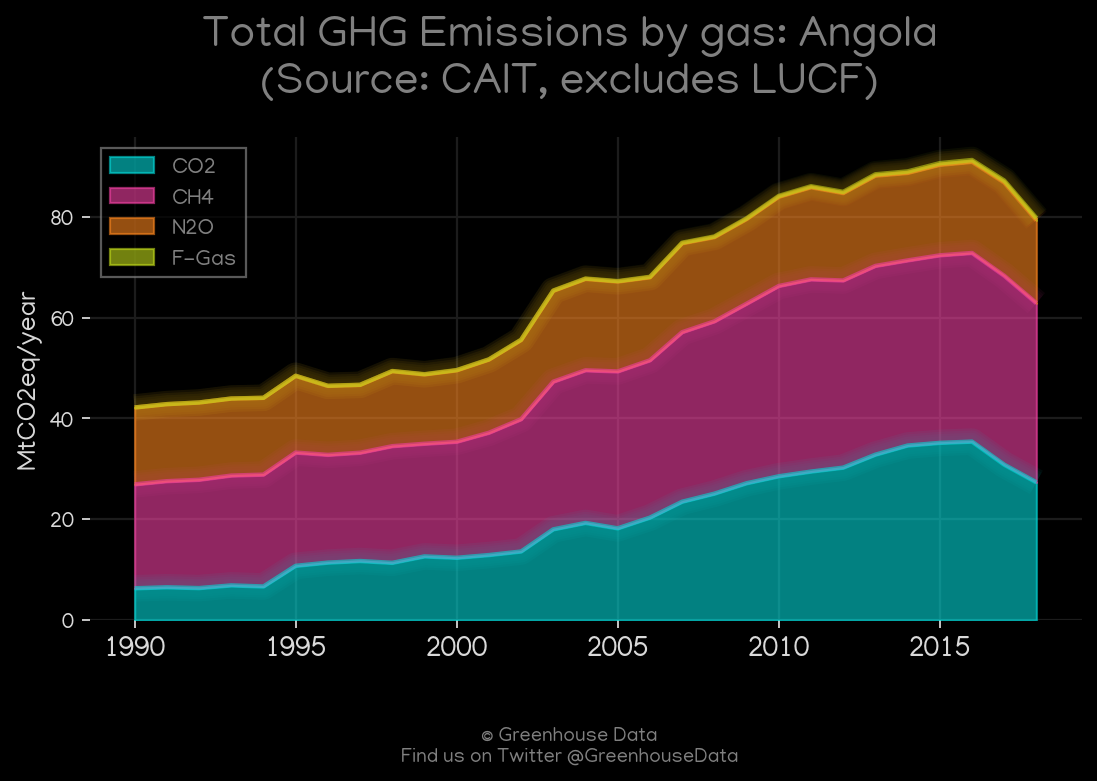 Total GHG Emissions by gas: Angola
(Source: CAIT, excludes LUCF)
CO2
CH4
N2O
F-Gas
MtCO2eq/year
80
60
40
20
0
1990 1995 2000 2005 2010 2015
© Greenhouse Data
Find us on Twitter @GreenhouseData